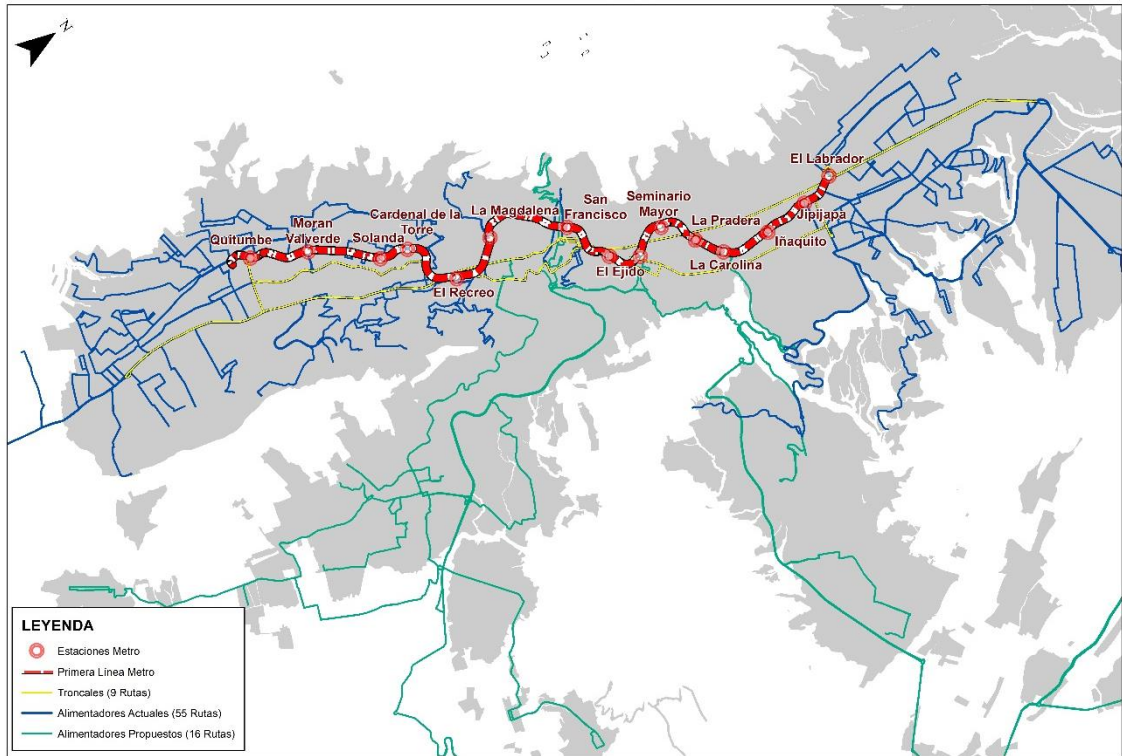 N
El Labrador
Seminario
Mayor
San
Francisco
La Magdalena
Cardenal de la
Torre
La Pradera
Jipijapa
Moran
Valverde
Quitumbe
Solanda
Iñaquito
La Carolina
El Ejido
El Recreo
LEYENDA
Estaciones Metro
Primera Línea Metro
Troncales (9 Rutas)
Alimentadores Actuales (55 Rutas)
Alimentadores Propuestos (16 Rutas)